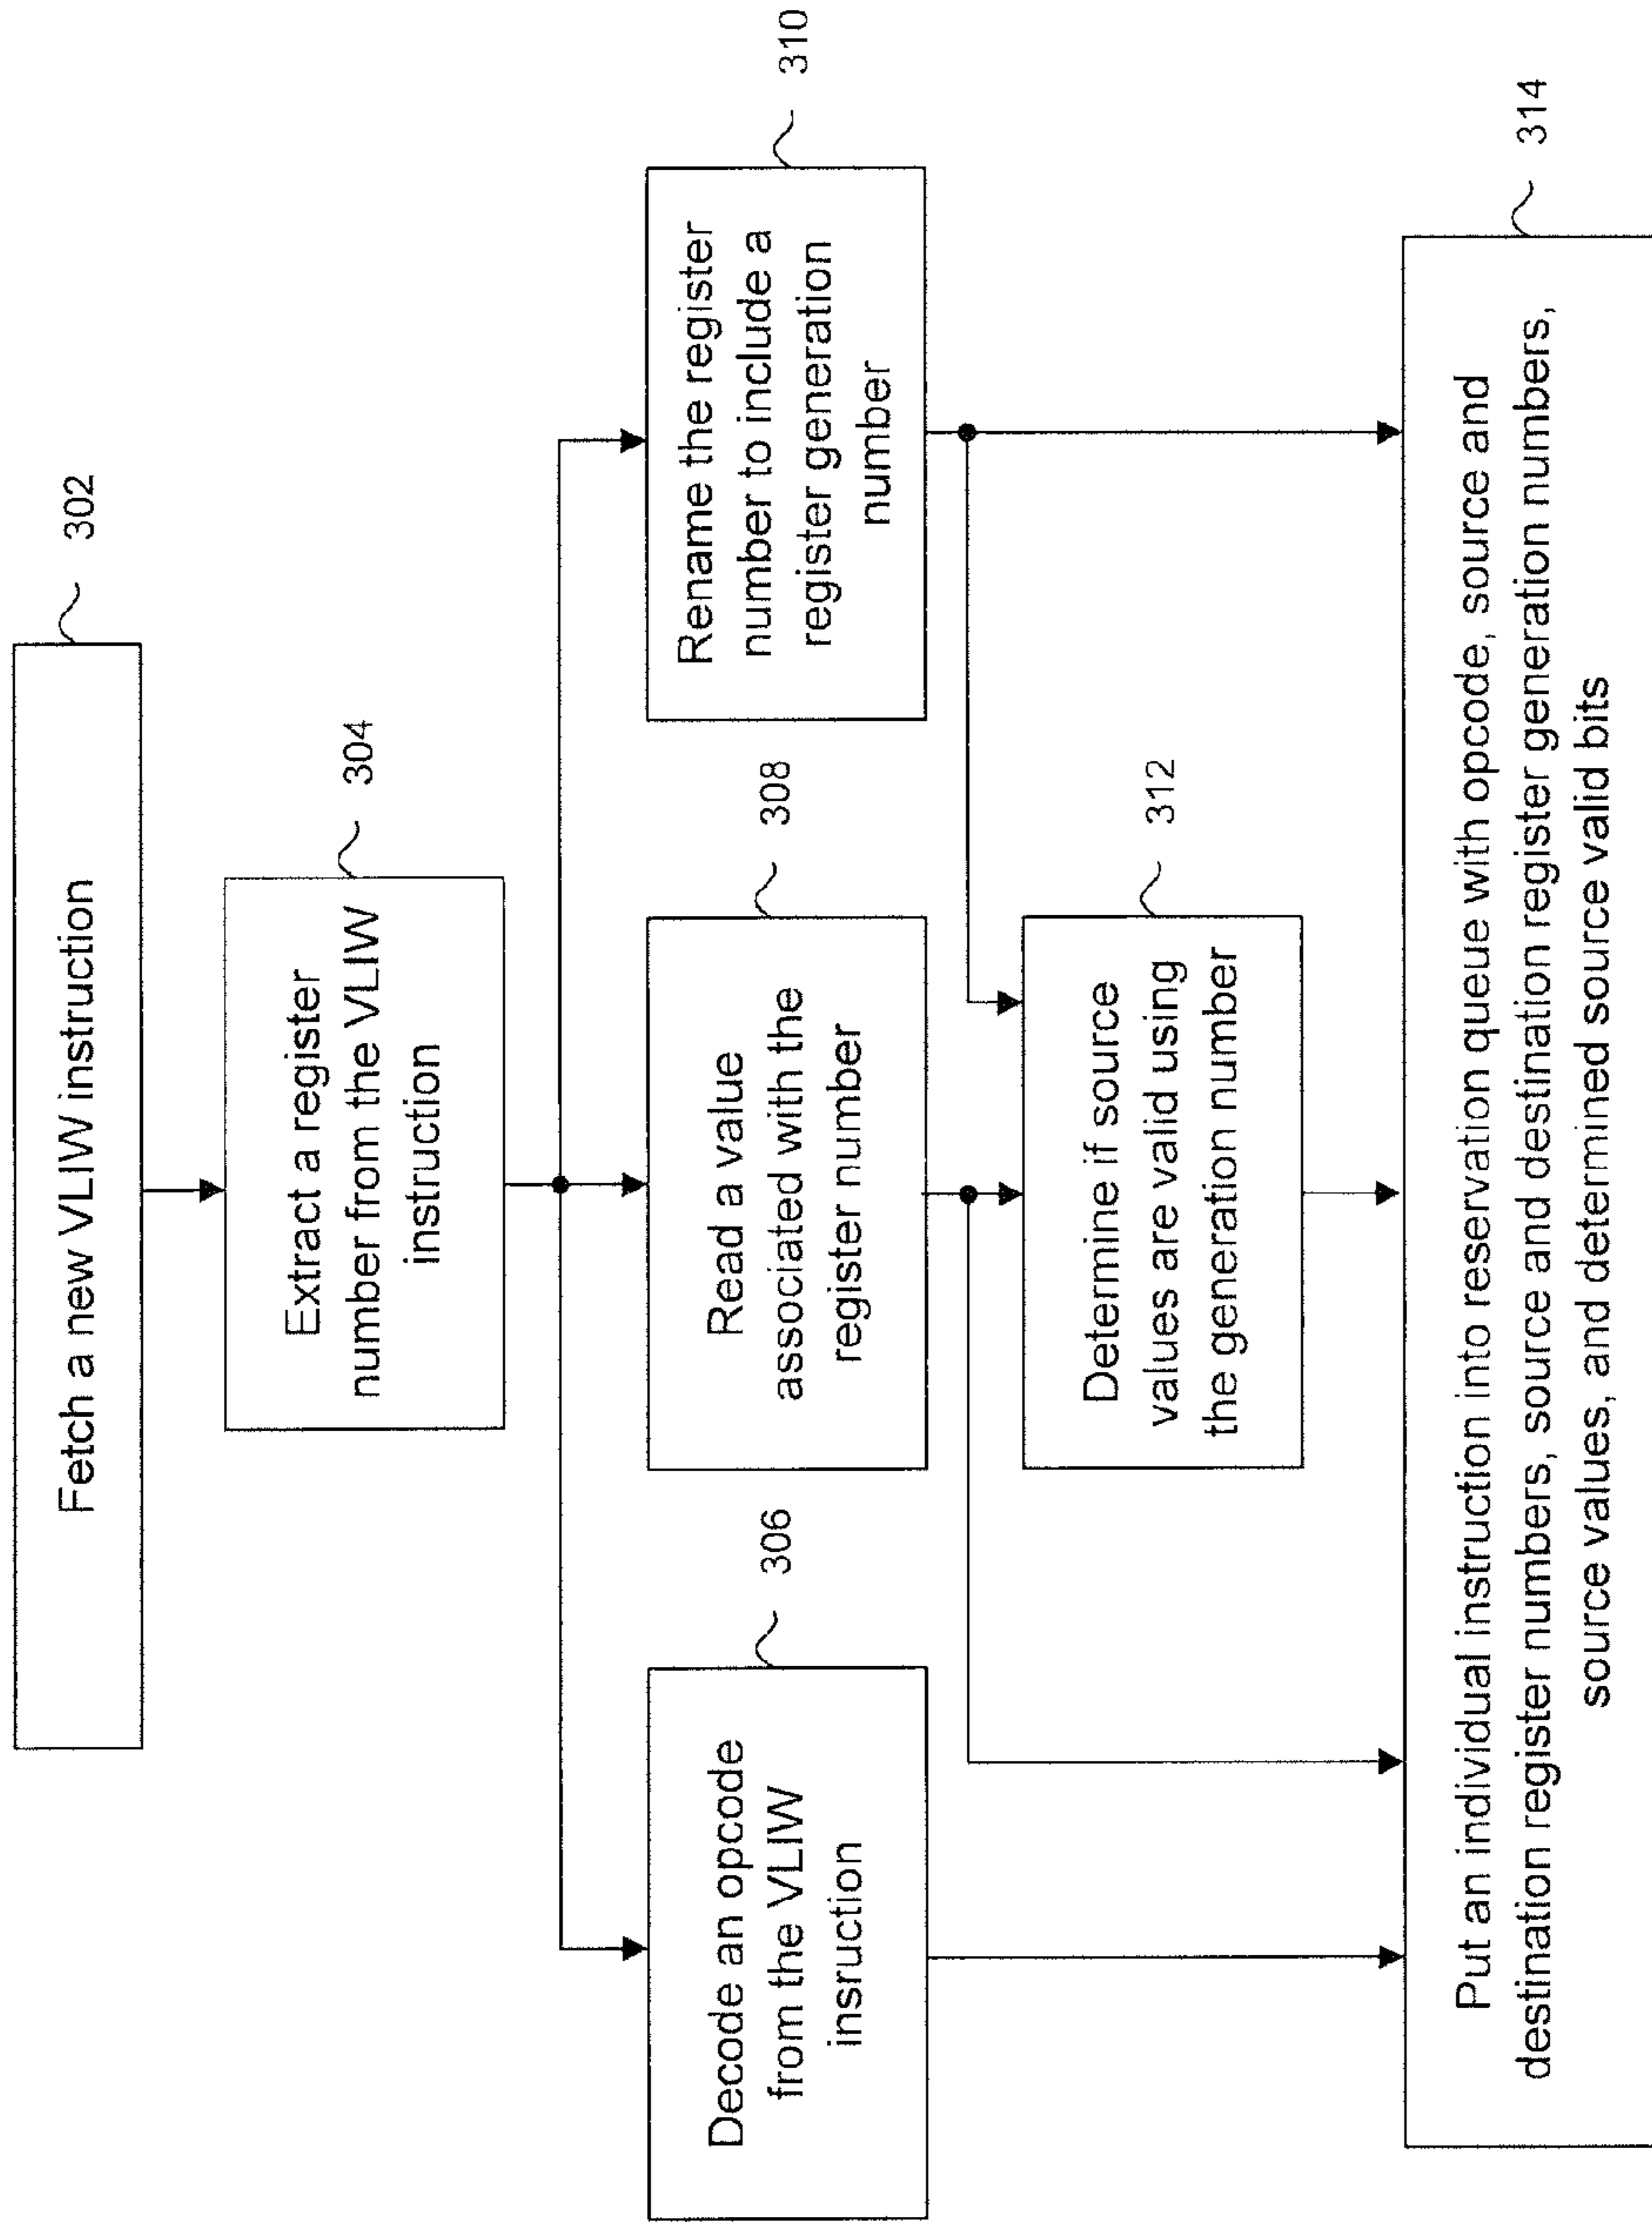 Fetch a new VLIW instruction
302
Extract a register
number from the VLIW
instruction
304
Decode an opcode
from the VLIW
insruction
306
Read a value
associated with the
register number
308
Rename the register
number to include a
register generation
number
310
Determine if source
values are valid using
the generation number
312
Put an individual instruction into reservation queue with opcode, source and
destination register numbers, source and destination register generation numbers,
source values, and determined source valid bits
314